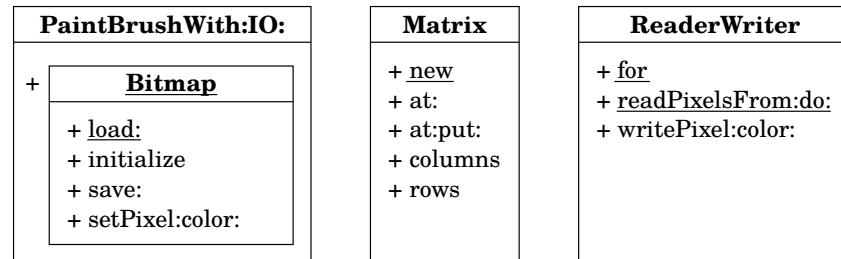 PaintBrushWith:IO:
+
Bitmap
+ load:
+ initialize
+ save:
+ setPixel:color:
Matrix
+ new
+ at:
+ at:put:
+ columns
+ rows
ReaderWriter
+ for
+ readPixelsFrom:do:
+ writePixel:color: